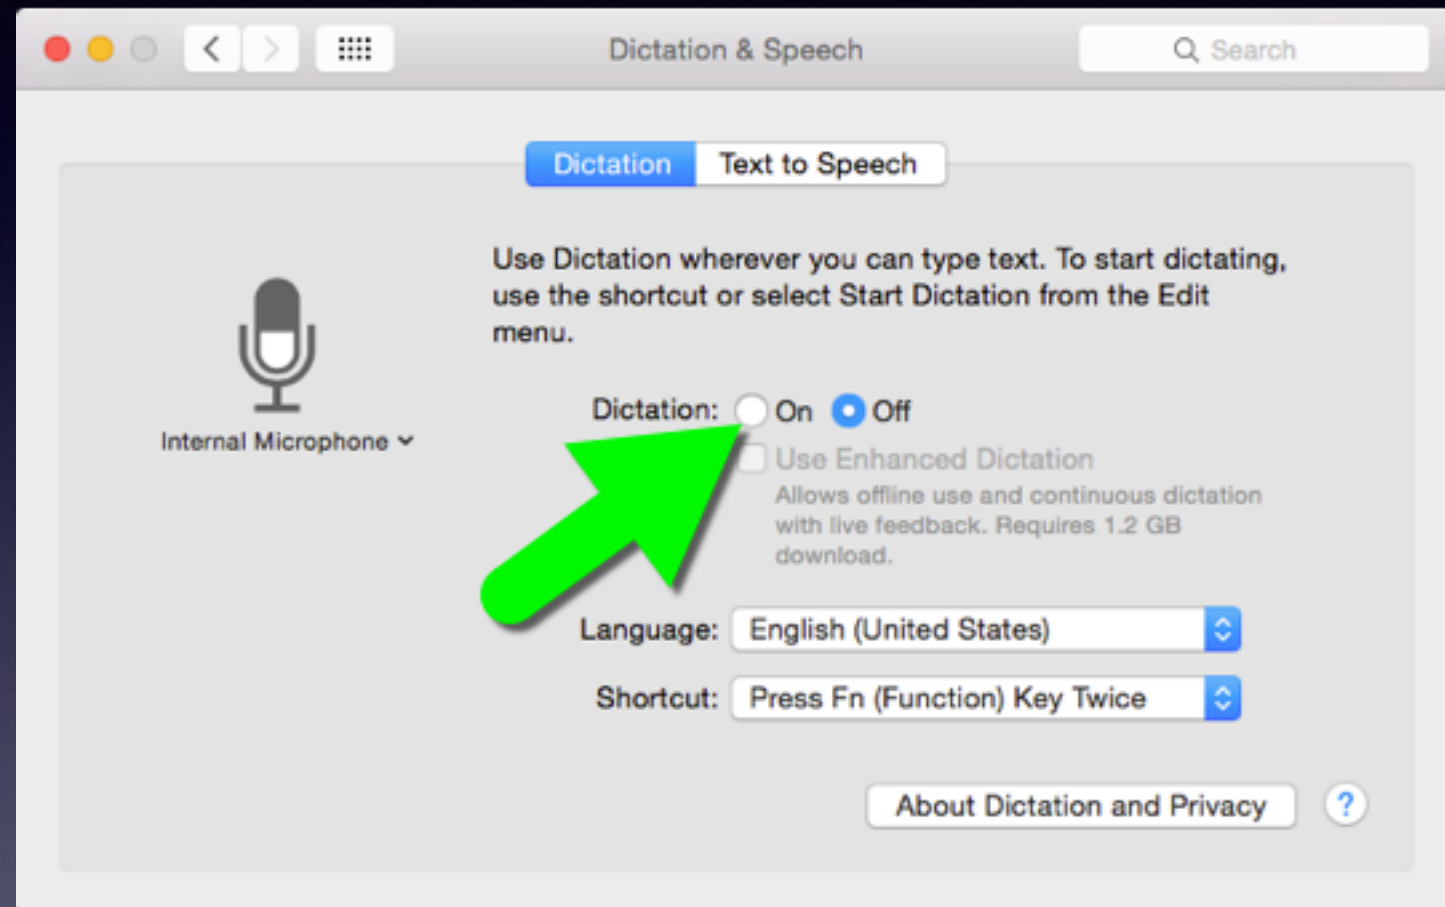 Dictation & Speech
Search
Dictation
Text to Speech
Use Dictation wherever you can type text. To start dictating,
use the shortcut or select Start Dictation from the Edit
menu.
Internal Microphone
Dictation: On Off
Use Enhanced Dictation
Allows offline use and continuous dictation
with live feedback. Requires 1.2 GB
download.
Language: English (United States)
Shortcut: Press Fn (Function) Key Twice
About Dictation and Privacy
?